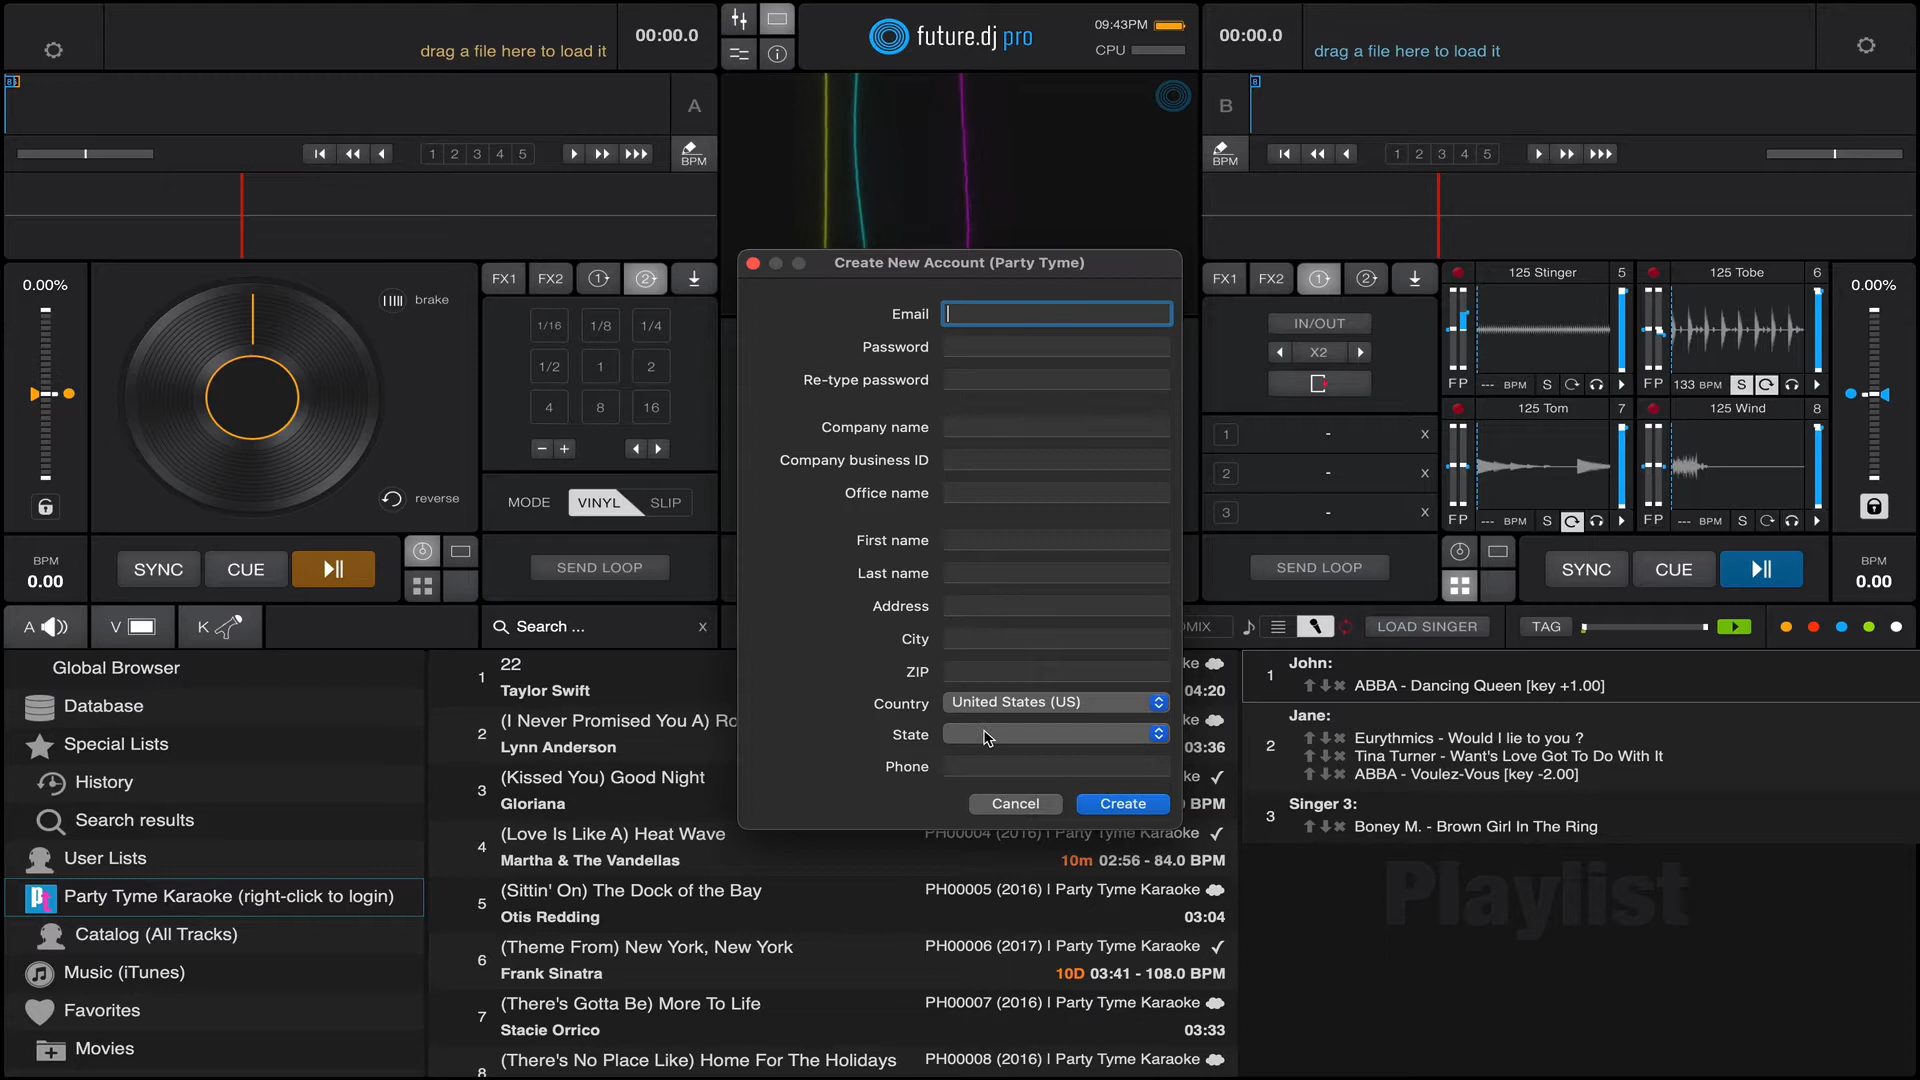 drag a file here to load it
00:00.0
future.dj pro
09:43PM
CPU
00:00.0
drag a file here to load it
8
A
8
B
1 2 3 4 5
BPM
BPM
1 2 3 4 5
0.00%
brake
reverse
FX1 FX2 1 2
1/16 1/8 1/4
1/2 1 2
4 8 16
− +
MODE VINYL SLIP
BPM
0.00
SYNC CUE
SEND LOOP
Create New Account (Party Tyme)
Email
Password
Re-type password
Company name
Company business ID
Office name
First name
Last name
Address
City
ZIP
Country United States (US)
State
Phone
Cancel Create
FX1 FX2 1 2
IN/OUT
X2
1 - x
2 - x
3 - x
SEND LOOP
125 Stinger 5
F P --- BPM S
125 Tobe 6
F P 133 BPM S
125 Tom 7
F P --- BPM S
125 Wind 8
F P --- BPM S
0.00%
SYNC CUE
BPM
0.00
A V K
Search ... x
OMIX
LOAD SINGER
TAG
Global Browser
Database
Special Lists
History
Search results
User Lists
Party Tyme Karaoke (right-click to login)
Catalog (All Tracks)
Music (iTunes)
Favorites
Movies
1 22
Taylor Swift
ke
04:20
2 (I Never Promised You A) Ro
Lynn Anderson
ke
03:36
3 (Kissed You) Good Night
Gloriana
ke
0 BPM
4 (Love Is Like A) Heat Wave
PH00004 (2016) | Party Tyme Karaoke
Martha & The Vandellas
10m 02:56 - 84.0 BPM
5 (Sittin' On) The Dock of the Bay
PH00005 (2016) | Party Tyme Karaoke
Otis Redding
03:04
6 (Theme From) New York, New York
PH00006 (2017) | Party Tyme Karaoke
Frank Sinatra
10D 03:41 - 108.0 BPM
7 (There's Gotta Be) More To Life
PH00007 (2016) | Party Tyme Karaoke
Stacie Orrico
03:33
8 (There's No Place Like) Home For The Holidays
PH00008 (2016) | Party Tyme Karaoke
1 John:
ABBA - Dancing Queen [key +1.00]
2 Jane:
Eurythmics - Would I lie to you ?
Tina Turner - Want's Love Got To Do With It
ABBA - Voulez-Vous [key -2.00]
3 Singer 3:
Boney M. - Brown Girl In The Ring
Playlist